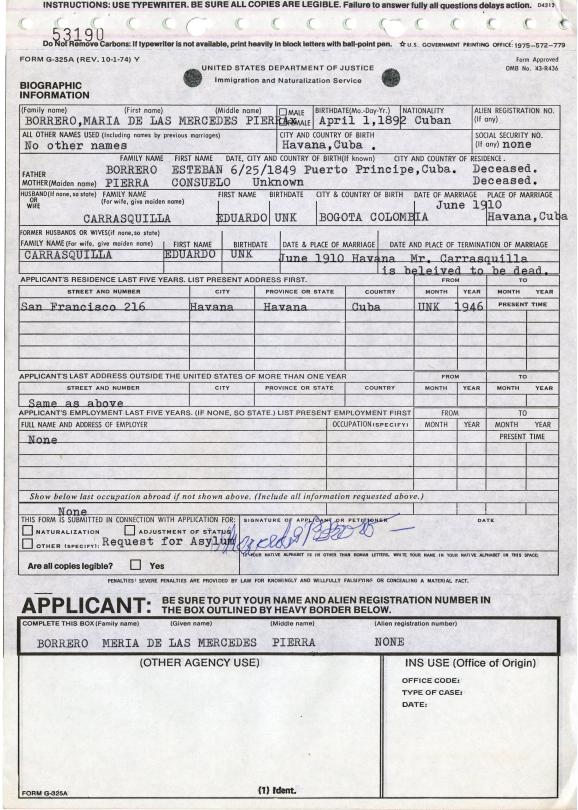 INSTRUCTIONS: USE TYPEWRITER. BE SURE ALL COPIES ARE LEGIBLE. Failure to answer fully all questions delays action. D4313
53190
Do Not Remove Carbons: If typewriter is not available, print heavily in block letters with ball-point pen. ☆ U. S. GOVERNMENT PRINTING OFFICE: 1975-572-779
FORM G-325A (REV. 10-1-74) Y
UNITED STATES DEPARTMENT OF JUSTICE
Immigration and Naturalization Service
Form Approved
OMB No. 43-R436
BIOGRAPHIC
INFORMATION
(Family name) (First name) (Middle name) MALE BIRTHDATE(Mo.-Day-Yr.) NATIONALITY ALIEN REGISTRATION NO. (If any)
BORRERO,MARIA DE LAS MERCEDES PIERRA FEMALE April 1,1892 Cuban
ALL OTHER NAMES USED (Including names by previous marriages) CITY AND COUNTRY OF BIRTH SOCIAL SECURITY NO.
No other names Havana,Cuba . (If any) none
FAMILY NAME FIRST NAME DATE, CITY AND COUNTRY OF BIRTH(If known) CITY AND COUNTRY OF RESIDENCE.
FATHER BORRERO ESTEBAN 6/25/1849 Puerto Principe,Cuba. Deceased.
MOTHER(Maiden name) PIERRA CONSUELO Unknown Deceased.
HUSBAND(If none, so state) OR WIFE FAMILY NAME (For wife, give maiden name) FIRST NAME BIRTHDATE CITY & COUNTRY OF BIRTH DATE OF MARRIAGE PLACE OF MARRIAGE
June 1910
CARRASQUILLA EDUARDO UNK BOGOTA COLOMBIA Havana,Cuba
FORMER HUSBANDS OR WIVES(if none,so state)
FAMILY NAME (For wife, give maiden name) FIRST NAME BIRTHDATE DATE & PLACE OF MARRIAGE DATE AND PLACE OF TERMINATION OF MARRIAGE
CARRASQUILLA EDUARDO UNK June 1910 Havana Mr. Carrasquilla
is beleived to be dead.
APPLICANT'S RESIDENCE LAST FIVE YEARS. LIST PRESENT ADDRESS FIRST. FROM TO
STREET AND NUMBER CITY PROVINCE OR STATE COUNTRY MONTH YEAR MONTH YEAR
San Francisco 216 Havana Havana Cuba UNK 1946 PRESENT TIME
APPLICANT'S LAST ADDRESS OUTSIDE THE UNITED STATES OF MORE THAN ONE YEAR FROM TO
STREET AND NUMBER CITY PROVINCE OR STATE COUNTRY MONTH YEAR MONTH YEAR
Same as above
APPLICANT'S EMPLOYMENT LAST FIVE YEARS. (IF NONE, SO STATE.) LIST PRESENT EMPLOYMENT FIRST FROM TO
FULL NAME AND ADDRESS OF EMPLOYER OCCUPATION(SPECIFY) MONTH YEAR MONTH YEAR
None PRESENT TIME
Show below last occupation abroad if not shown above. (Include all information requested above.)
None
THIS FORM IS SUBMITTED IN CONNECTION WITH APPLICATION FOR: SIGNATURE OF APPLICANT OR PETITIONER DATE
NATURALIZATION ADJUSTMENT OF STATUS
OTHER (SPECIFY): Request for Asylum
IF YOUR NATIVE ALPHABET IS IN OTHER THAN ROMAN LETTERS, WRITE YOUR NAME IN YOUR NATIVE ALPHABET IN THIS SPACE:
Are all copies legible? Yes
PENALTIES: SEVERE PENALTIES ARE PROVIDED BY LAW FOR KNOWINGLY AND WILLFULLY FALSIFYING OR CONCEALING A MATERIAL FACT.
APPLICANT: BE SURE TO PUT YOUR NAME AND ALIEN REGISTRATION NUMBER IN
THE BOX OUTLINED BY HEAVY BORDER BELOW.
COMPLETE THIS BOX (Family name) (Given name) (Middle name) (Alien registration number)
BORRERO MERIA DE LAS MERCEDES PIERRA NONE
(OTHER AGENCY USE) INS USE (Office of Origin)
OFFICE CODE:
TYPE OF CASE:
DATE:
FORM G-325A (1) Ident.